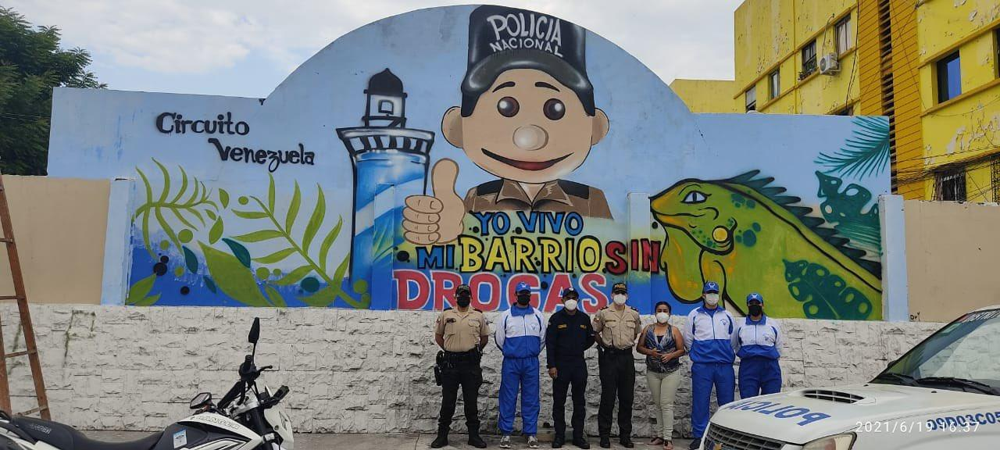 POLICIA
NACIONAL
Circuito
Venezuela
YO VIVO
MI BARRIO SIN
DROGAS
POLICIA
2021/6/19 16:37